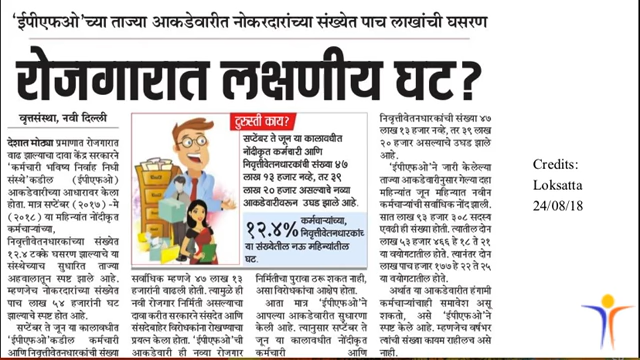 ‘ईपीएफओ’च्या ताज्या आकडेवारीत नोकरदारांच्या संख्येत पाच लाखांची घसरण
रोजगारात लक्षणीय घट?
वृत्तसंस्था, नवी दिल्ली
देशात मोठ्या प्रमाणात रोजगारात
वाढ झाल्याचा दावा केंद्र सरकारने
‘कर्मचारी भविष्य निर्वाह निधी
संस्थे’कडील (ईपीएफओ)
आकडेवारीच्या आधारावर केला
होता. मात्र सप्टेंबर (२०१७) -मे
(२०१८) या महिन्यांत नोंदीकृत
कर्मचाऱ्यांच्या,
निवृत्तीवेतनधारकांच्या संख्येत
१२.४ टक्के घसरण झाल्याचे या
संस्थेच्याच सुधारित ताज्या
अहवालातून स्पष्ट झाले आहे.
म्हणजेच नोकरदारांच्या संख्येत
पाच लाख ५४ हजारांनी घट
झाल्याचे स्पष्ट होत आहे.
सप्टेंबर ते जून या कालावधीत
‘ईपीएफओ’कडील कर्मचारी
आणि निवृत्तीवेतनधारकांची संख्या
दुरुस्ती काय?
सप्टेंबर ते जून या कालावधीत
नोंदीकृत कर्मचारी आणि
निवृत्तीवेतनधारकांची संख्या ४७
लाख १३ हजार नव्हे, तर ३९
लाख २० हजार असल्याचे नव्या
आकडेवारीवरून उघड झाले आहे.
१२.४% कर्मचाऱ्यांच्या,
निवृत्तीवेतनधारकांच्या
या संख्येतील नऊ महिन्यांतील
घट.
सर्वाधिक म्हणजे ४७ लाख १३
हजारांनी वाढली होती. त्यामुळे ही
नवी रोजगार निर्मिती असल्याचा
दावा करीत सरकारने संसदेत आणि
संसदेबाहेर विरोधकांना रोखण्याचा
प्रयत्न केला होता. ‘ईपीएफओ’ची
आकडेवारी ही नव्या रोजगार
निर्मितीचा पुरावा ठरू शकत नाही,
असा विरोधकांचा आक्षेप होता.
आता मात्र ‘ईपीएफओ’ने
आपल्या आकडेवारीत सुधारणा
केली आहे. त्यानुसार सप्टेंबर ते
जून या कालावधीत नोंदीकृत
कर्मचारी आणि
निवृत्तीवेतनधारकांची संख्या ४७
लाख १३ हजार नव्हे, तर ३९ लाख
२० हजार असल्याचे उघड झाले
आहे.
‘ईपीएफओ’ने जारी केलेल्या
ताज्या आकडेवारीनुसार गेल्या दहा
महिन्यांत जून महिन्यात नवीन
कर्मचाऱ्यांची सर्वाधिक नोंद झाली.
सात लाख ९३ हजार ३०८ सदस्य
एवढी ही संख्या होती. त्यातील दोन
लाख ५३ हजार ४६६ हे १८ ते २१
या वयोगटातील होते. त्यानंतर दोन
लाख पाच हजार १७७ हे २२ ते २५
या वयोगटातील होते.
अर्थात या आकडेवारीत हंगामी
कर्मचाऱ्यांचाही समावेश असू
शकतो, असे ‘ईपीएफओ’ने
स्पष्ट केले आहे. म्हणजेच वर्षभर
त्यांची संख्या कायम राहीलच असे
नाही.
Credits:
Loksatta
24/08/18